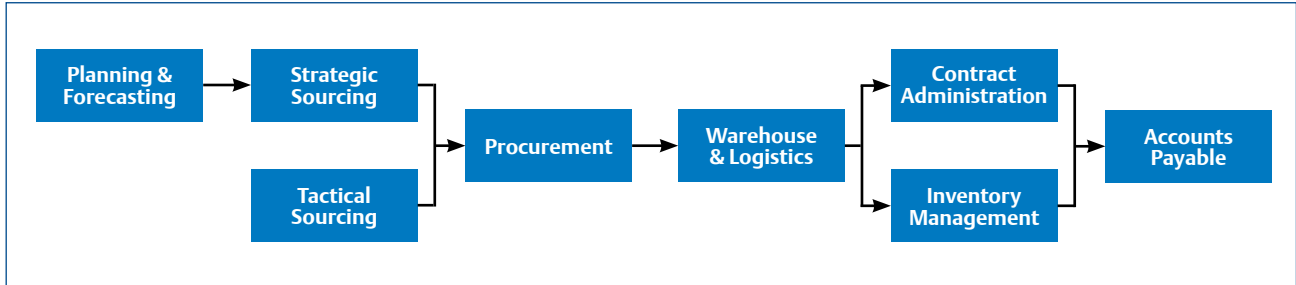 Planning &
Forecasting
Strategic
Sourcing
Tactical
Sourcing
Procurement
Warehouse
& Logistics
Contract
Administration
Inventory
Management
Accounts
Payable